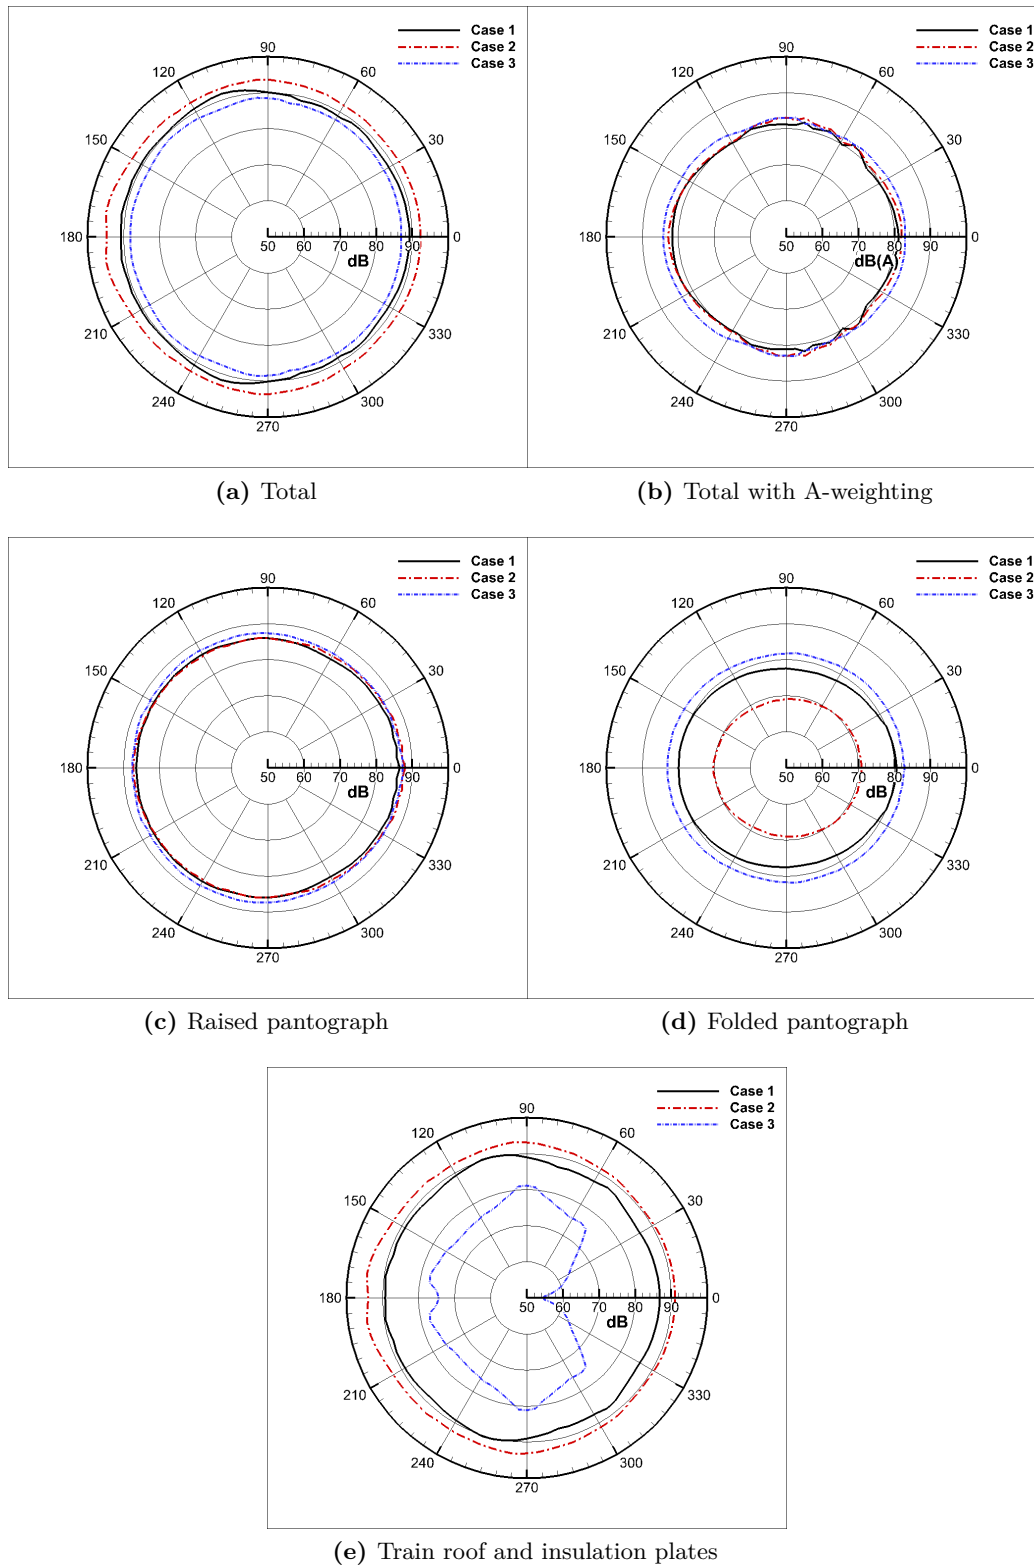 Case 1
Case 2
Case 3
90
120
60
150
30
180
50 60 70 80 90 0
dB
210
330
240
300
270
(a) Total
Case 1
Case 2
Case 3
90
120
60
150
30
180
50 60 70 80 90 0
dB(A)
210
330
240
300
270
(b) Total with A-weighting
Case 1
Case 2
Case 3
90
120
60
150
30
180
50 60 70 80 90 0
dB
210
330
240
300
270
(c) Raised pantograph
Case 1
Case 2
Case 3
90
120
60
150
30
180
50 60 70 80 90 0
dB
210
330
240
300
270
(d) Folded pantograph
Case 1
Case 2
Case 3
90
120
60
150
30
180
50 60 70 80 90 0
dB
210
330
240
300
270
(e) Train roof and insulation plates